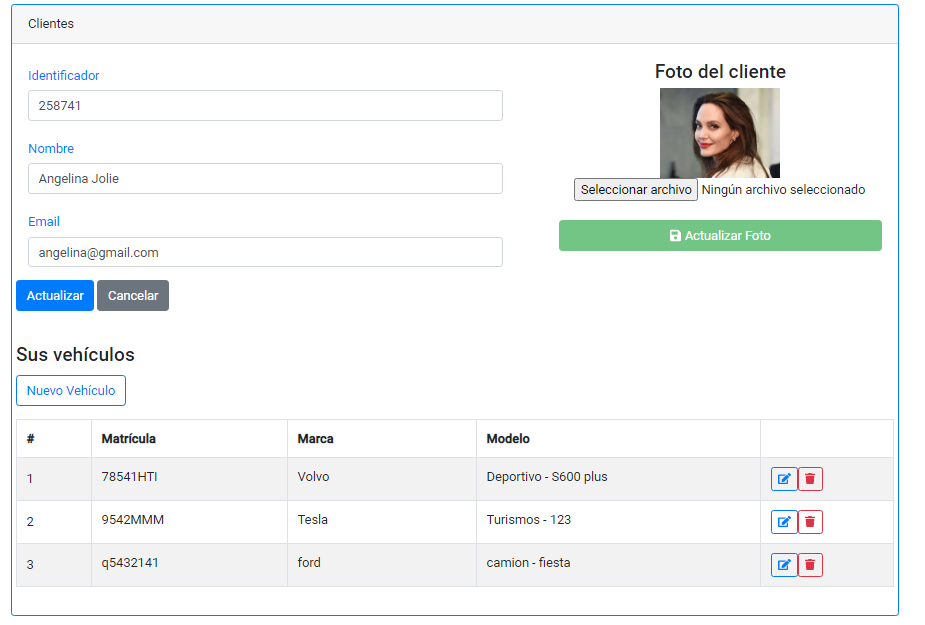 Clientes
Identificador
258741
Nombre
Angelina Jolie
Email
angelina@gmail.com
Actualizar Cancelar
Foto del cliente
Seleccionar archivo Ningún archivo seleccionado
Actualizar Foto
Sus vehículos
Nuevo Vehículo
# Matrícula Marca Modelo
1 78541HTI Volvo Deportivo - S600 plus
2 9542MMM Tesla Turismos - 123
3 q5432141 ford camion - fiesta